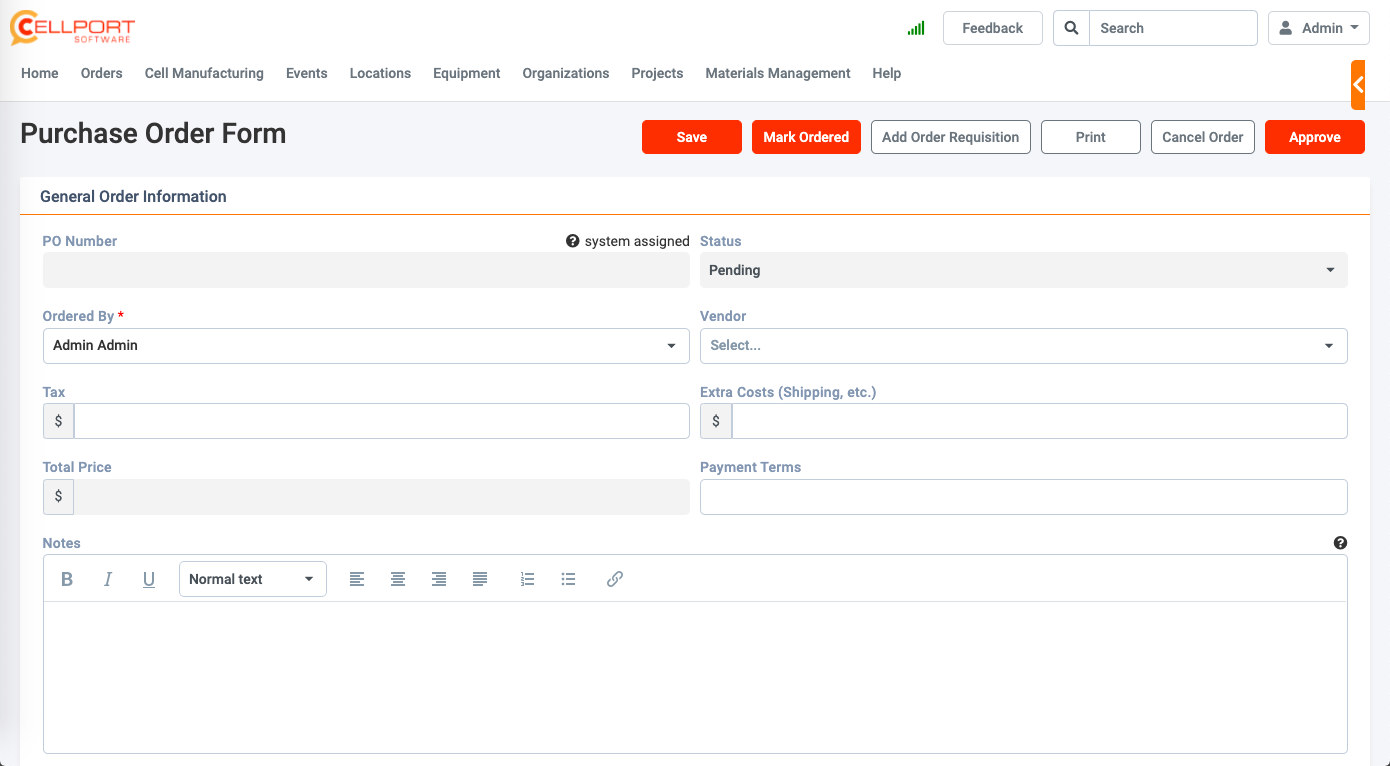 CELLPORT
SOFTWARE
Feedback
Search
Admin
Home Orders Cell Manufacturing Events Locations Equipment Organizations Projects Materials Management Help
Purchase Order Form
Save Mark Ordered Add Order Requisition Print Cancel Order Approve
General Order Information
PO Number ? system assigned Status
Pending
Ordered By * Vendor
Admin Admin Select...
Tax Extra Costs (Shipping, etc.)
$ $
Total Price Payment Terms
$
Notes ?
B I U Normal text